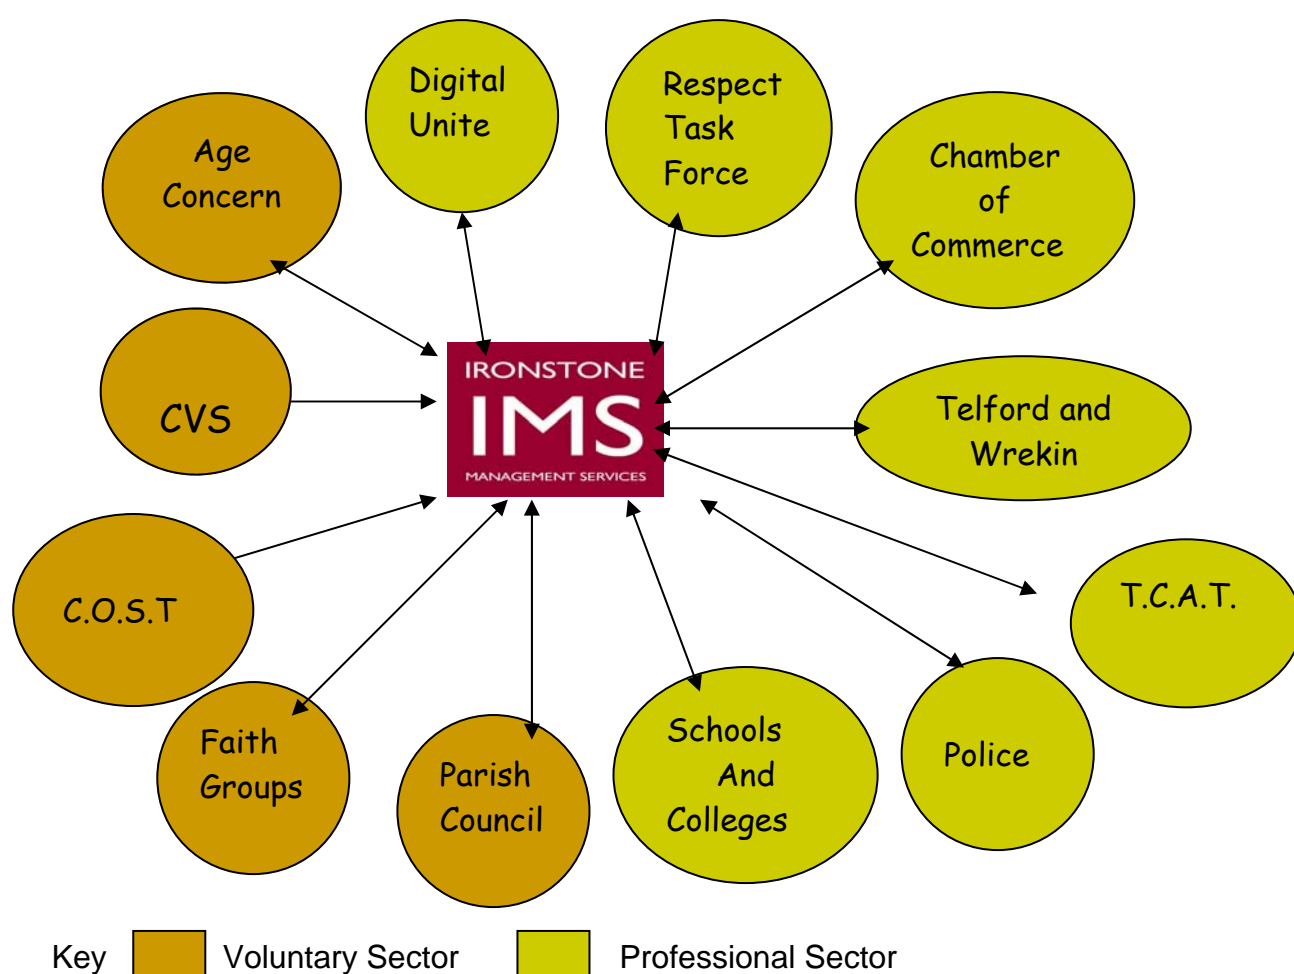 Digital
Unite
Respect
Task
Force
Age
Concern
Chamber
of
Commerce
IRONSTONE
IMS
MANAGEMENT SERVICES
CVS
Telford and
Wrekin
C.O.S.T
T.C.A.T.
Faith
Groups
Parish
Council
Schools
And
Colleges
Police
Key Voluntary Sector Professional Sector